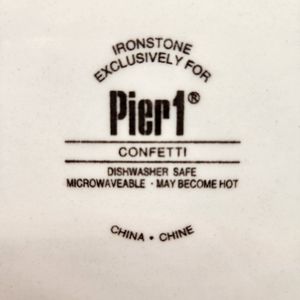 IRONSTONE
EXCLUSIVELY FOR
Pier1®
CONFETTI
DISHWASHER SAFE
MICROWAVEABLE · MAY BECOME HOT
CHINA • CHINE